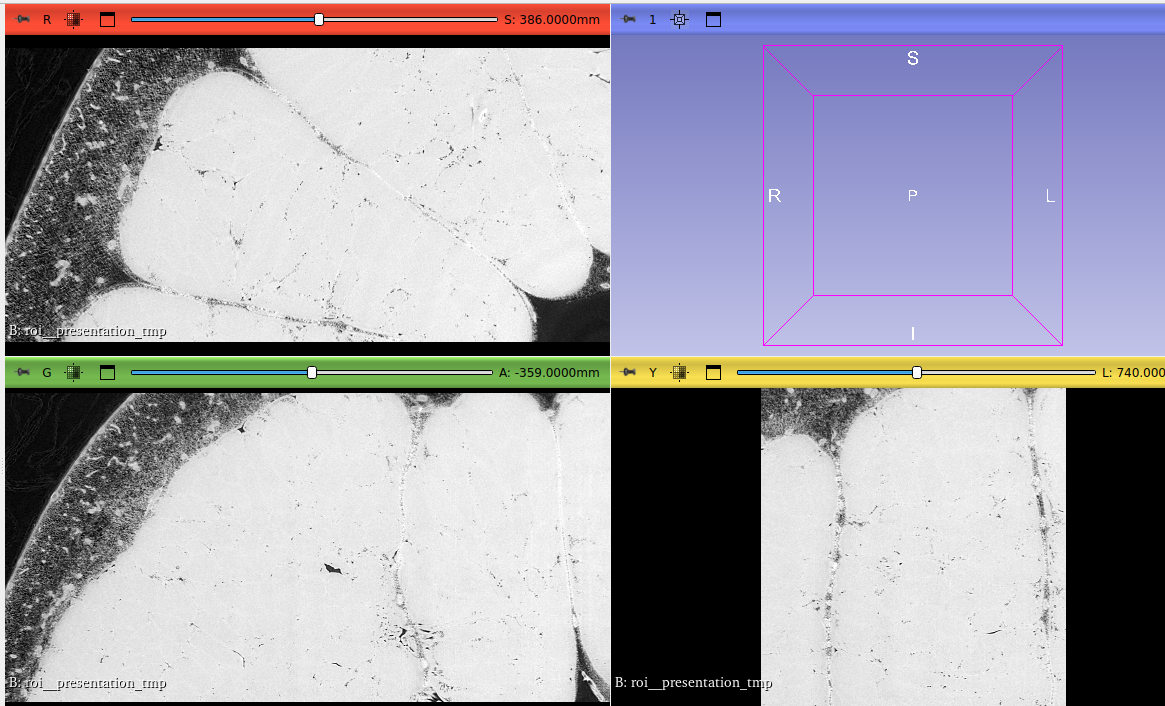 R S: 386.0000mm
1
S
R P L
I
B: roi__presentation_tmp
G A: -359.0000mm
Y L: 740.000
B: roi__presentation_tmp
B: roi__presentation_tmp